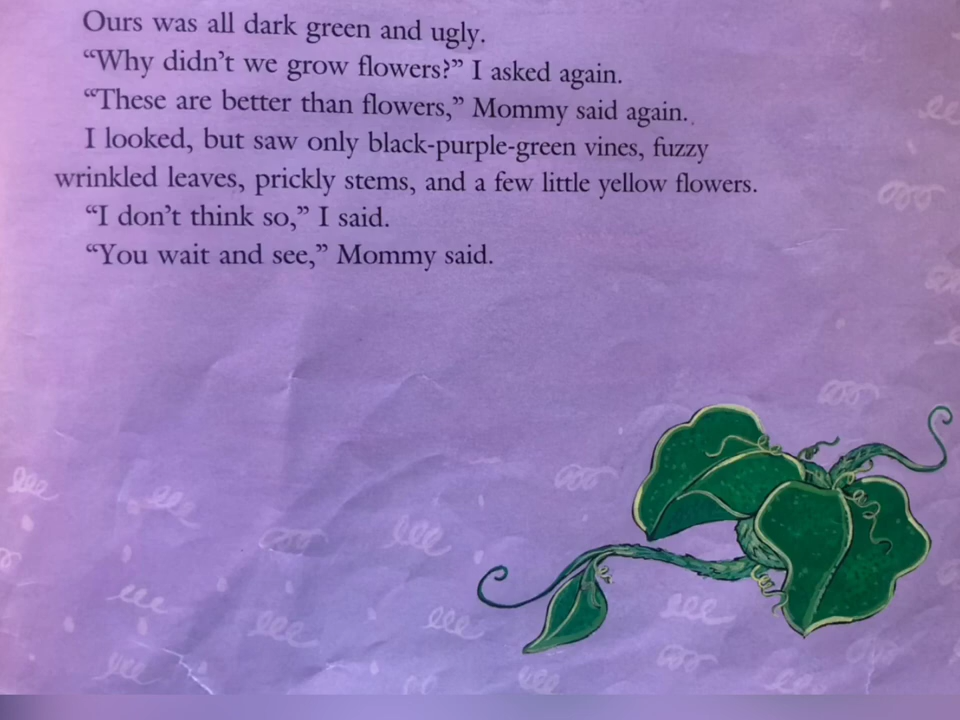 Ours was all dark green and ugly.
“Why didn’t we grow flowers?” I asked again.
“These are better than flowers,” Mommy said again.
I looked, but saw only black-purple-green vines, fuzzy
wrinkled leaves, prickly stems, and a few little yellow flowers.
“I don’t think so,” I said.
“You wait and see,” Mommy said.